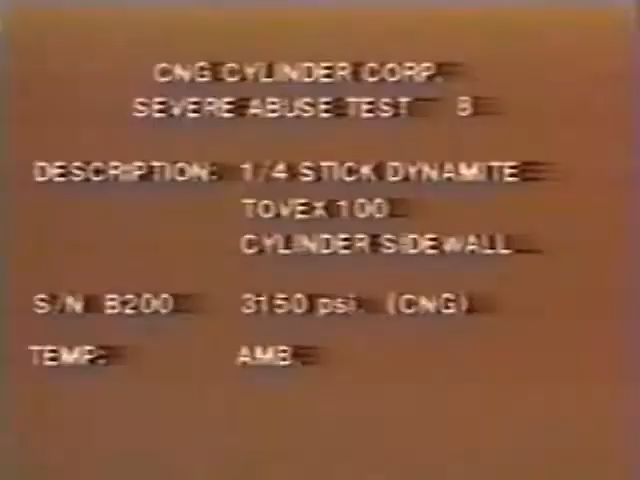 CNG CYLINDER CORP.
SEVERE ABUSE TEST 8
DESCRIPTION: 1/4 STICK DYNAMITE
TOVEX 100
CYLINDER SIDEWALL
S/N B200 3150 psi. (CNG)
TEMP: AMB